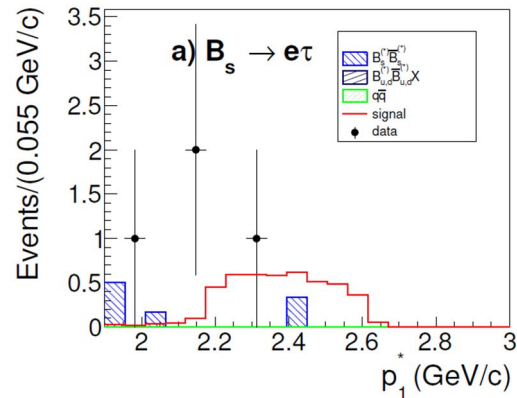 a) B_s → eτ
B_s^(*) B̅_s^(*)
B_u,d^(*) B̅_u,d^(*) X
qq̅
signal
data
Events/(0.055 GeV/c)
3.5
3
2.5
2
1.5
1
0.5
0
2 2.2 2.4 2.6 2.8 3
p_1^* (GeV/c)